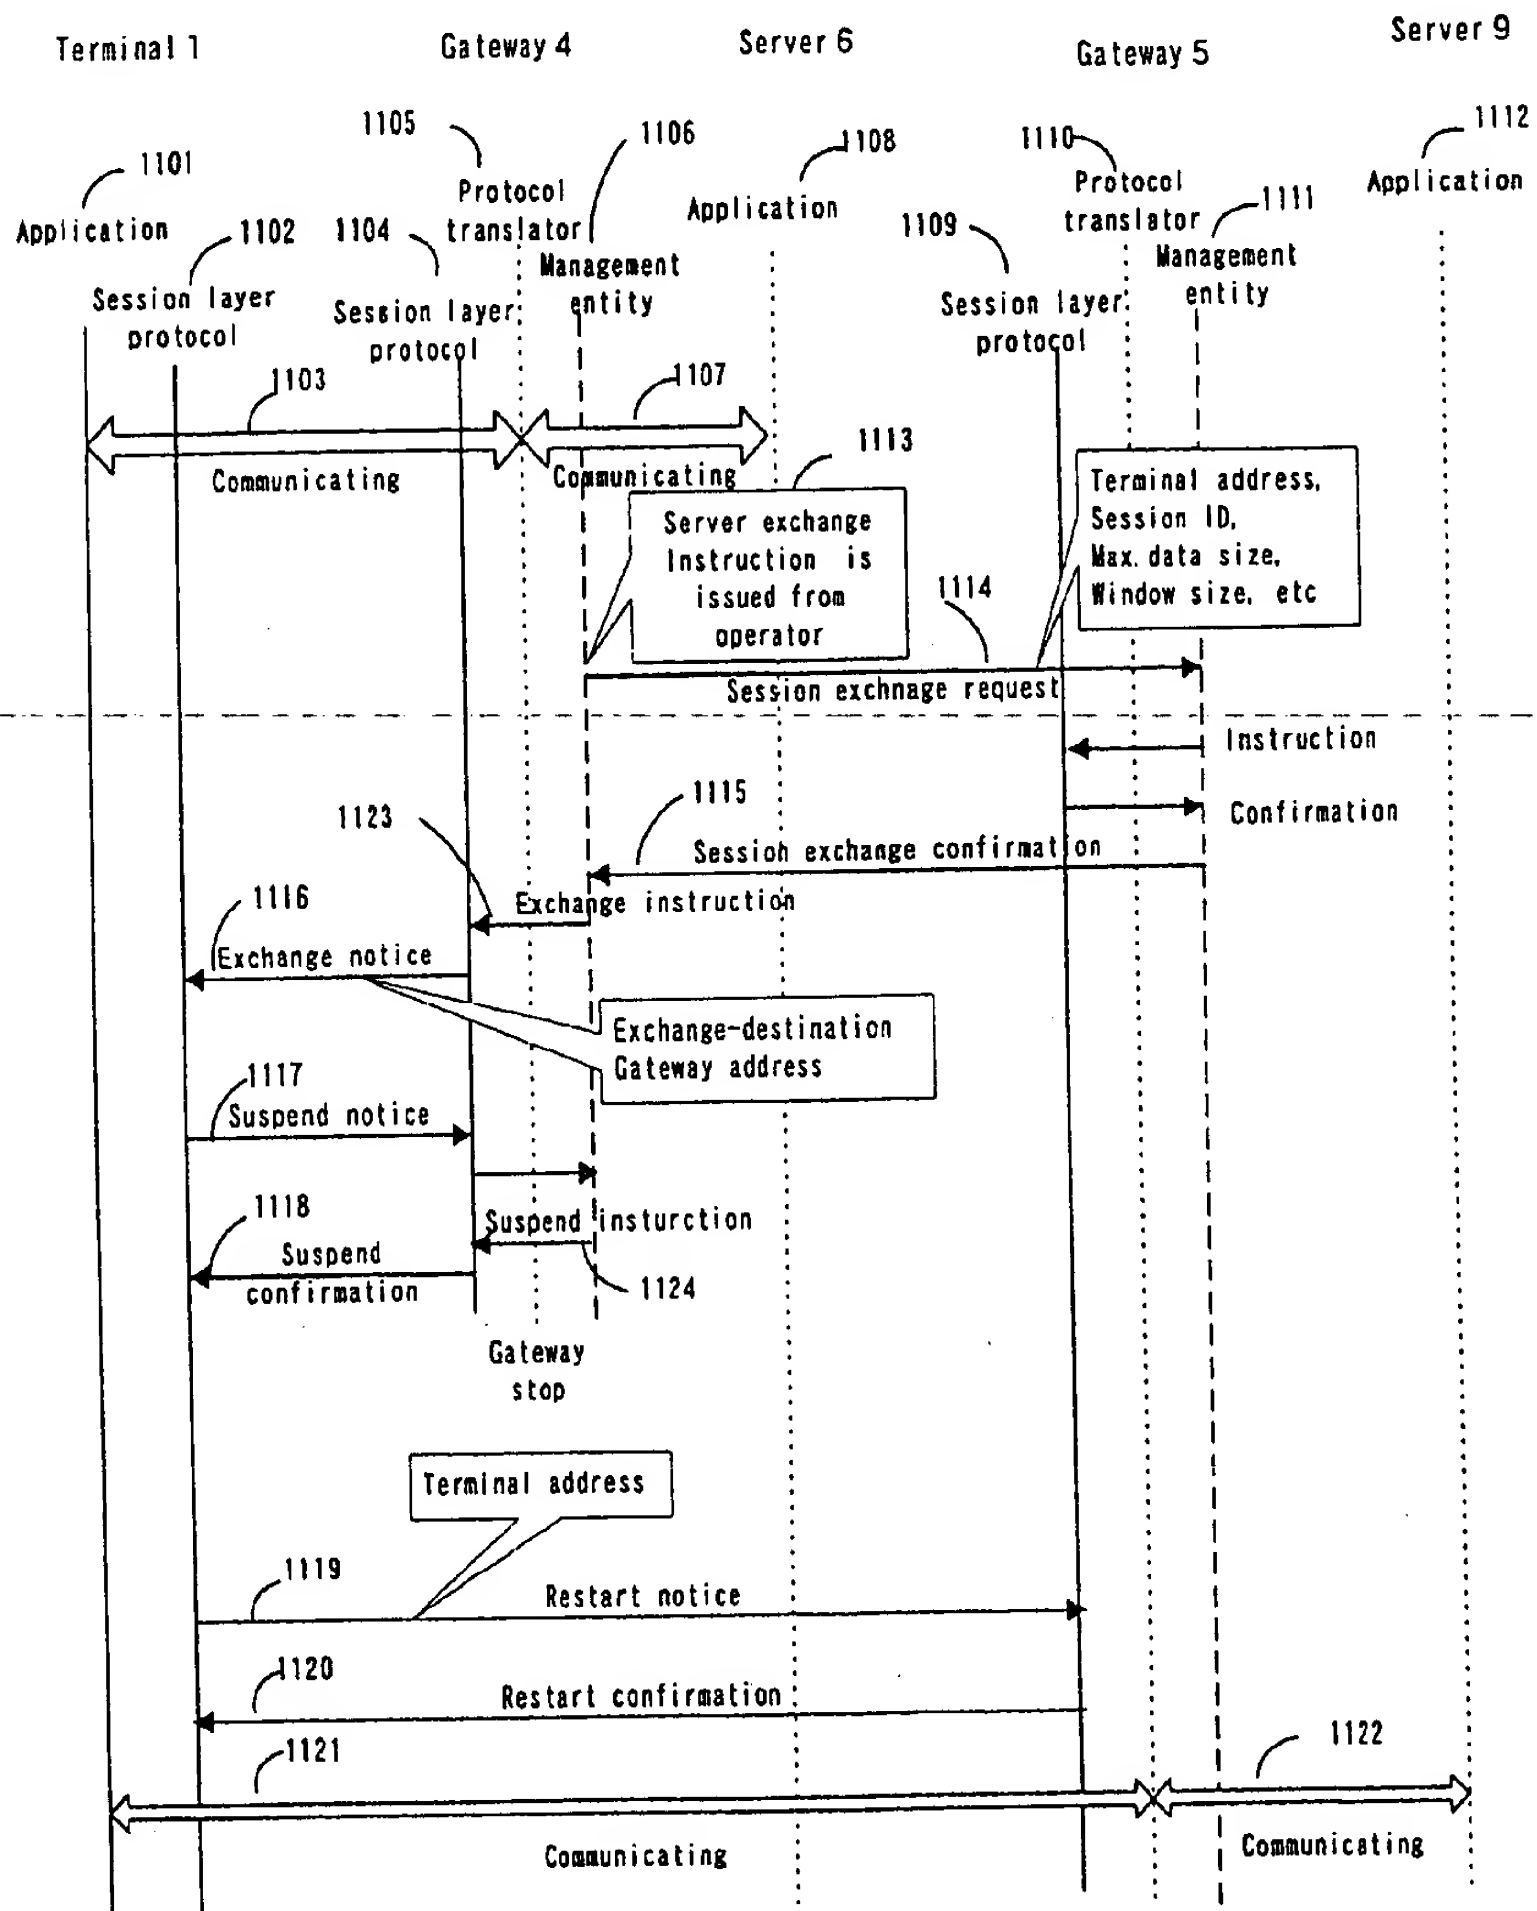 Terminal 1
Gateway 4
Server 6
Gateway 5
Server 9
1105
1106
1108
1110
1112
1101
Application
1102
Session layer
protocol
1104
Session layer
protocol
Protocol
translator
Management
entity
Application
1109
Session layer
protocol
Protocol
translator
1111
Management
entity
Application
1103
1107
Communicating
Communicating
1113
Server exchange
Instruction is
issued from
operator
Terminal address,
Session ID,
Max. data size,
Window size, etc
1114
Session exchnage request
Instruction
Confirmation
1115
Session exchange confirmation
1123
Exchange instruction
1116
Exchange notice
Exchange-destination
Gateway address
1117
Suspend notice
1118
Suspend insturction
Suspend
confirmation
1124
Gateway
stop
Terminal address
1119
Restart notice
1120
Restart confirmation
1121
1122
Communicating
Communicating